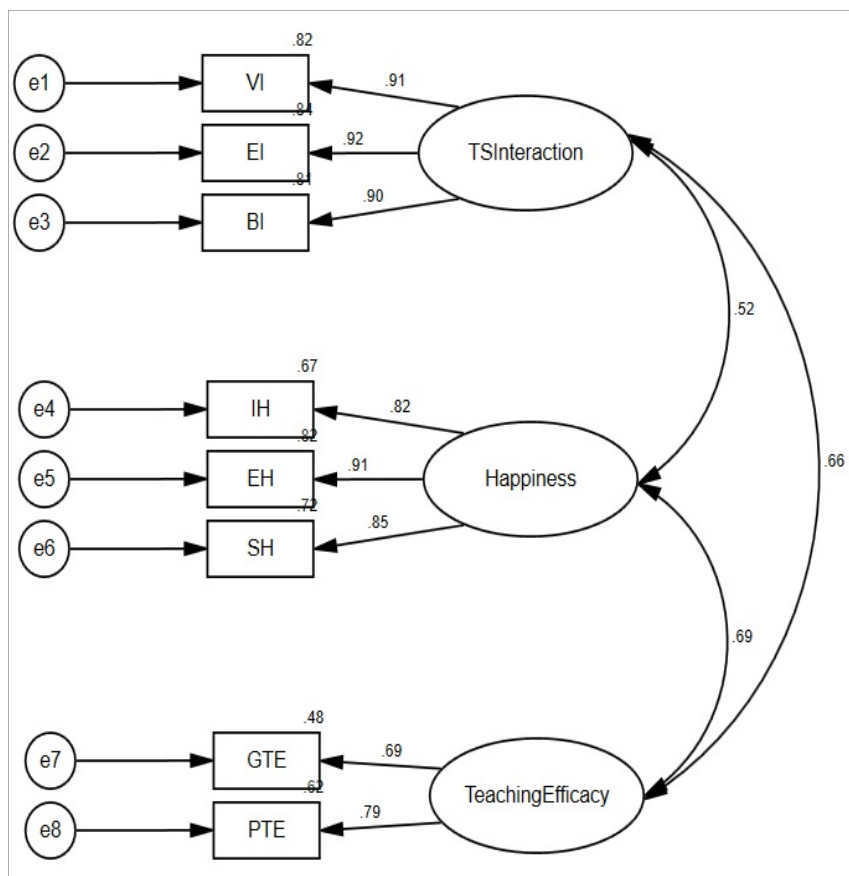 .82
e1 VI .91
.84
e2 EI .92 TSInteraction
.81
e3 BI .90
.52
.67
e4 IH .82
.82
e5 EH .91 Happiness .66
.72
e6 SH .85
.69
.48
e7 GTE .69
.62
TeachingEfficacy
e8 PTE .79